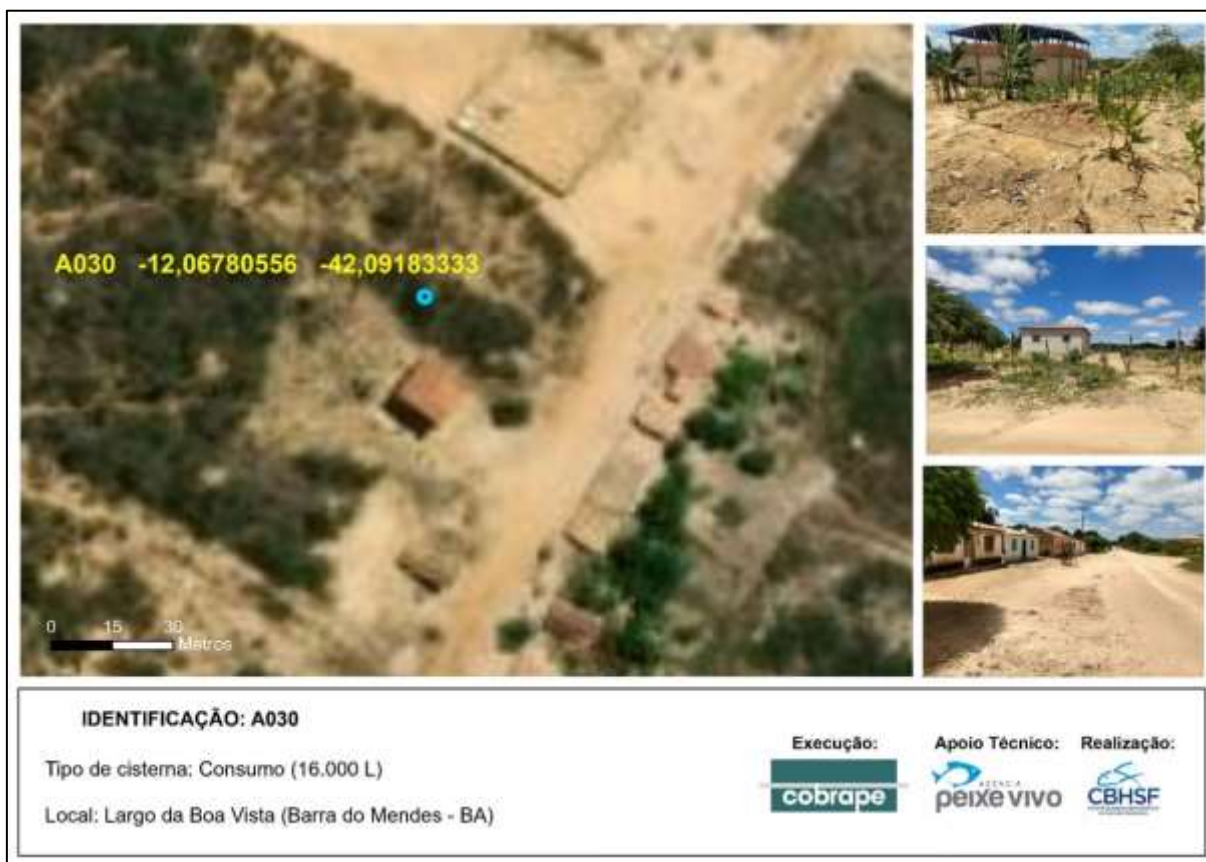 A030 -12,06780556 -42,09183333
0 15 30
Metros
IDENTIFICAÇÃO: A030
Tipo de cisterna: Consumo (16.000 L)
Local: Largo da Boa Vista (Barra do Mendes - BA)
Execução:
cobrape
Apoio Técnico:
AGÊNCIA
peixe vivo
Realização:
CBHSF